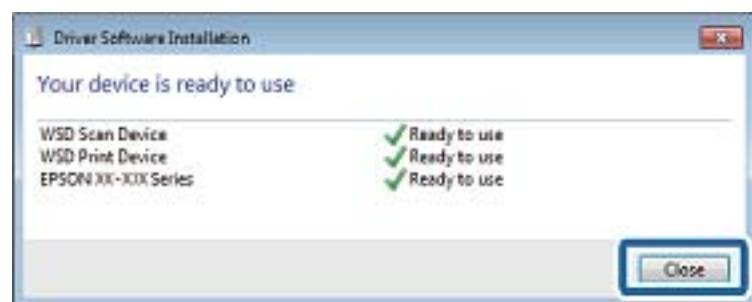 Driver Software Installation
Your device is ready to use
WSD Scan Device Ready to use
WSD Print Device Ready to use
EPSON XX-XXX Series Ready to use
Close